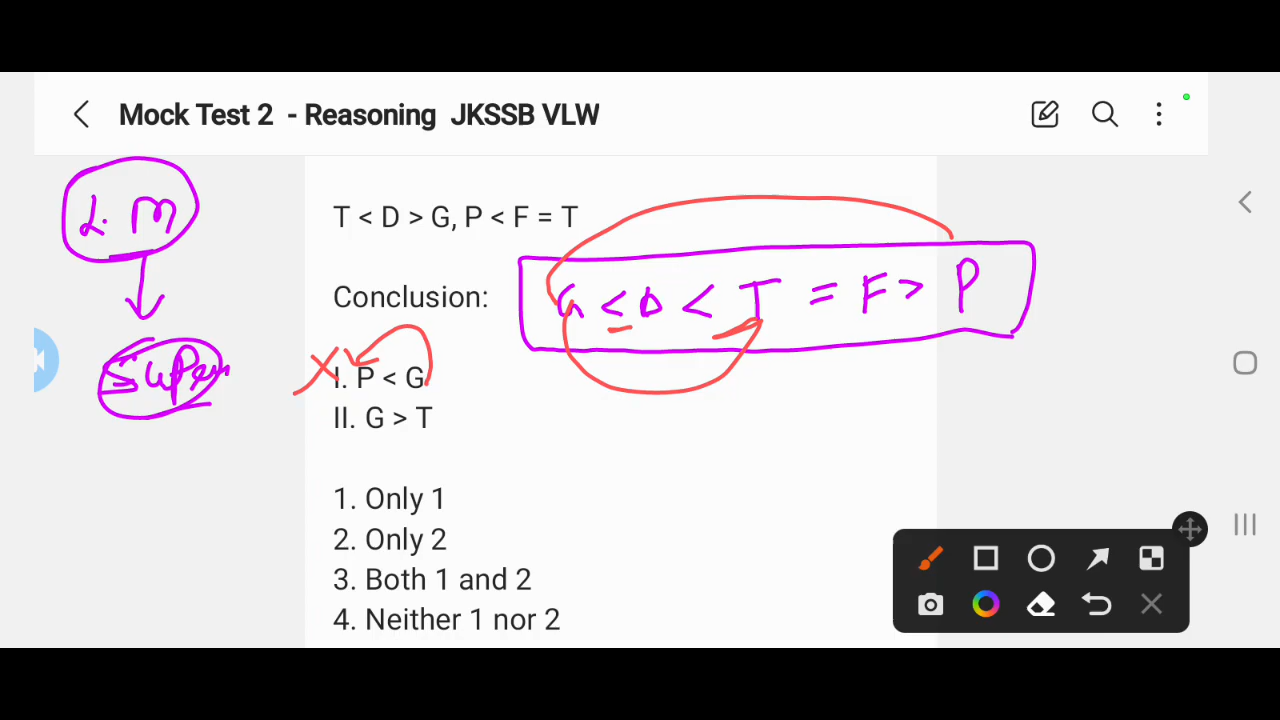 Mock Test 2 - Reasoning JKSSB VLW
L. M
Super
T < D > G, P < F = T
Conclusion:
G < D < T = F > P
I. P < G
II. G > T
1. Only 1
2. Only 2
3. Both 1 and 2
4. Neither 1 nor 2